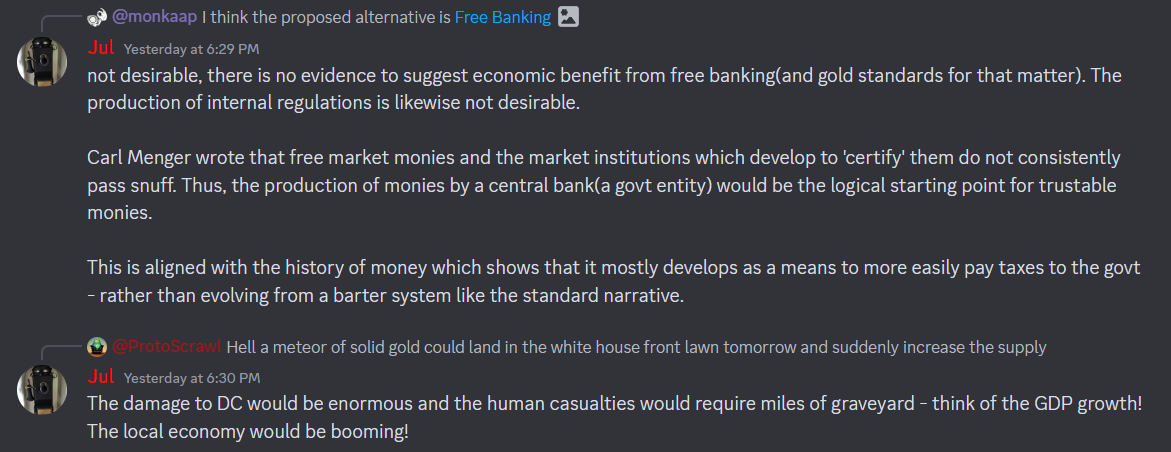 @monkaap I think the proposed alternative is Free Banking
Jul Yesterday at 6:29 PM
not desirable, there is no evidence to suggest economic benefit from free banking(and gold standards for that matter). The
production of internal regulations is likewise not desirable.
Carl Menger wrote that free market monies and the market institutions which develop to 'certify' them do not consistently
pass snuff. Thus, the production of monies by a central bank(a govt entity) would be the logical starting point for trustable
monies.
This is aligned with the history of money which shows that it mostly develops as a means to more easily pay taxes to the govt
- rather than evolving from a barter system like the standard narrative.
@ProtoScrawl Hell a meteor of solid gold could land in the white house front lawn tomorrow and suddenly increase the supply
Jul Yesterday at 6:30 PM
The damage to DC would be enormous and the human casualties would require miles of graveyard - think of the GDP growth!
The local economy would be booming!